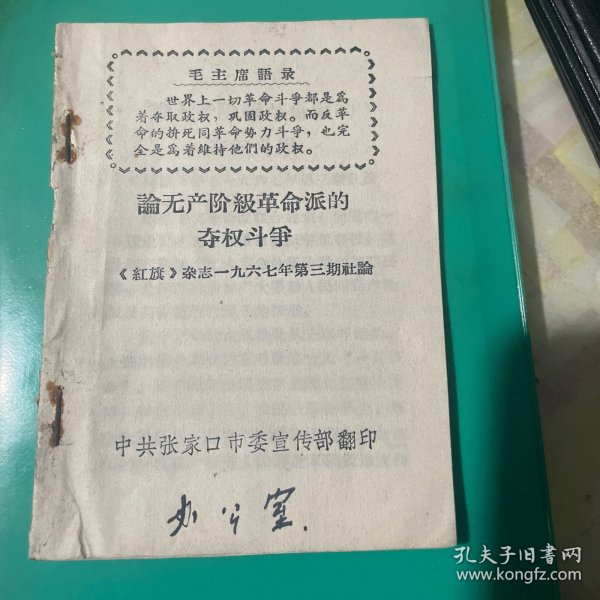 毛主席語录
世界上一切革命斗爭都是爲
着夺取政权，巩固政权。而反革
命的拚死同革命势力斗爭，也完
全是爲着維持他們的政权。
論无产阶級革命派的
夺权斗爭
《紅旗》杂志一九六七年第三期社論
中共张家口市委宣传部翻印
办公室.
孔夫子旧书网
www.kongfz.com